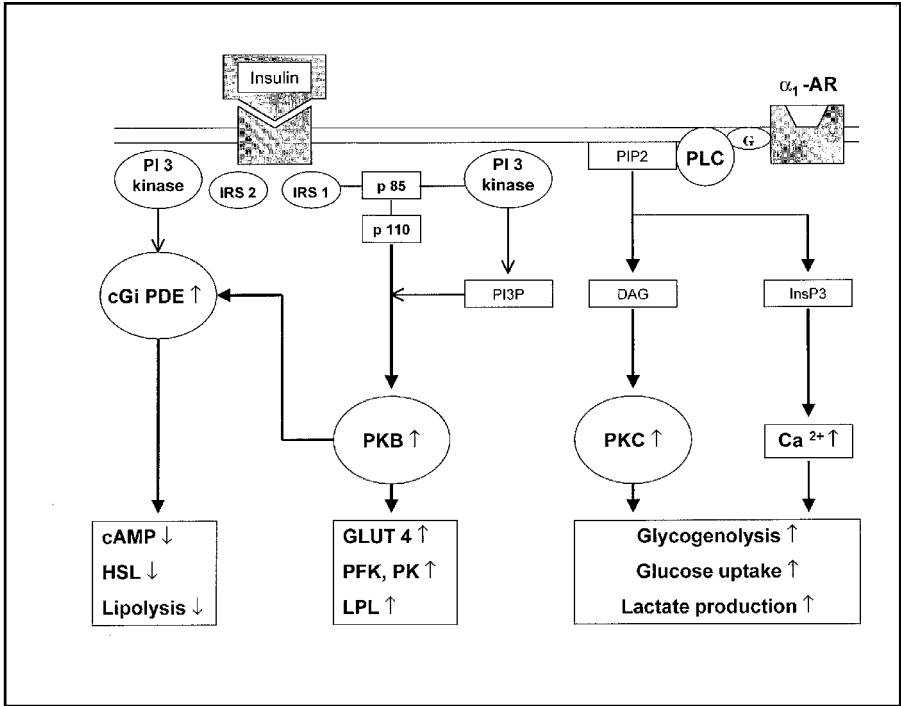 Insulin
α1 -AR
PI 3
kinase
IRS 2
IRS 1
p 85
p 110
PI 3
kinase
PIP2
PLC
G
cGi PDE ↑
PI3P
DAG
InsP3
PKB ↑
PKC ↑
Ca 2+ ↑
cAMP ↓
HSL ↓
Lipolysis ↓
GLUT 4 ↑
PFK, PK ↑
LPL ↑
Glycogenolysis ↑
Glucose uptake ↑
Lactate production ↑